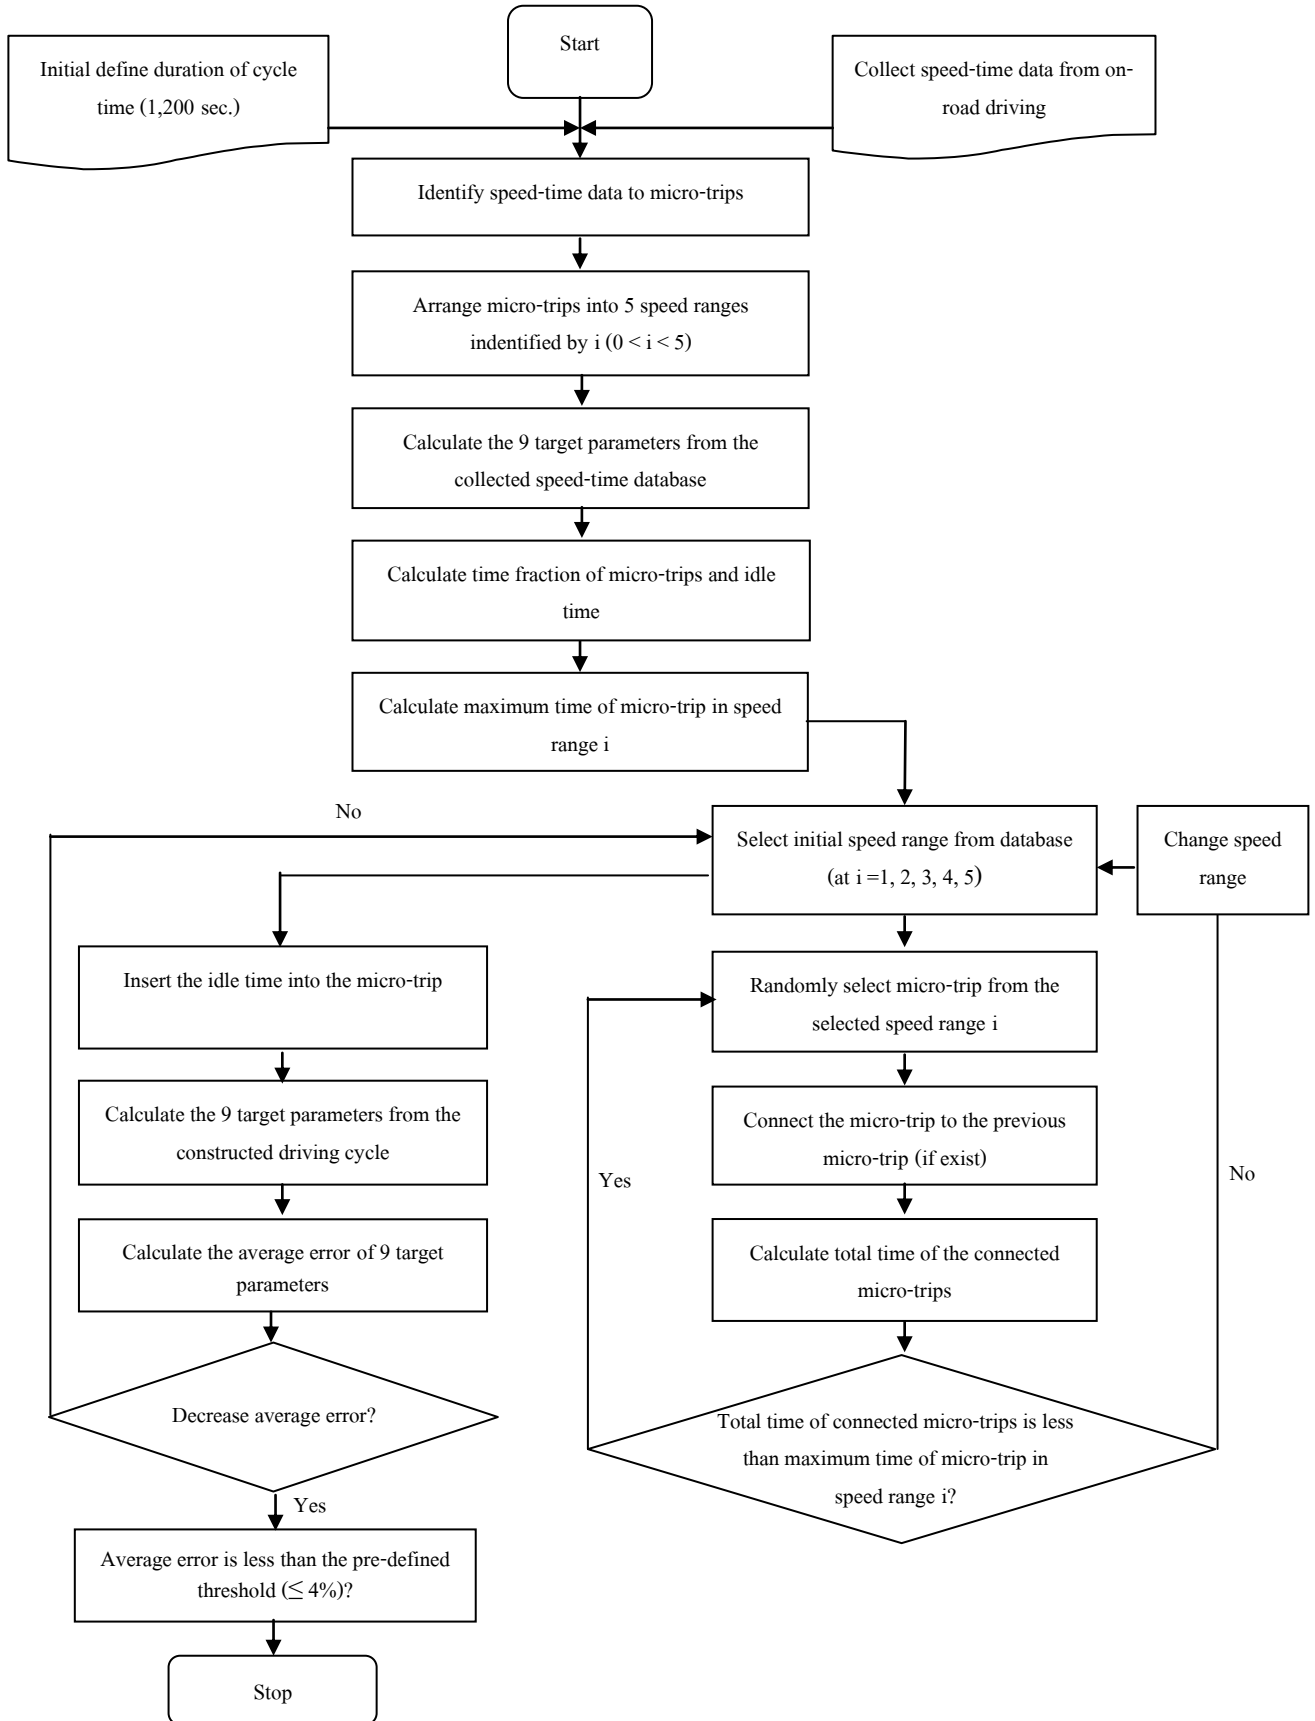 Start
Initial define duration of cycle
time (1,200 sec.)
Collect speed-time data from on-
road driving
Identify speed-time data to micro-trips
Arrange micro-trips into 5 speed ranges
indentified by i (0 < i < 5)
Calculate the 9 target parameters from the
collected speed-time database
Calculate time fraction of micro-trips and idle
time
Calculate maximum time of micro-trip in speed
range i
No
Select initial speed range from database
(at i =1, 2, 3, 4, 5)
Change speed
range
Insert the idle time into the micro-trip
Randomly select micro-trip from the
selected speed range i
Calculate the 9 target parameters from the
constructed driving cycle
Connect the micro-trip to the previous
micro-trip (if exist)
Yes
No
Calculate the average error of 9 target
parameters
Calculate total time of the connected
micro-trips
Decrease average error?
Total time of connected micro-trips is less
than maximum time of micro-trip in
speed range i?
Yes
Average error is less than the pre-defined
threshold (≤ 4%)?
Stop